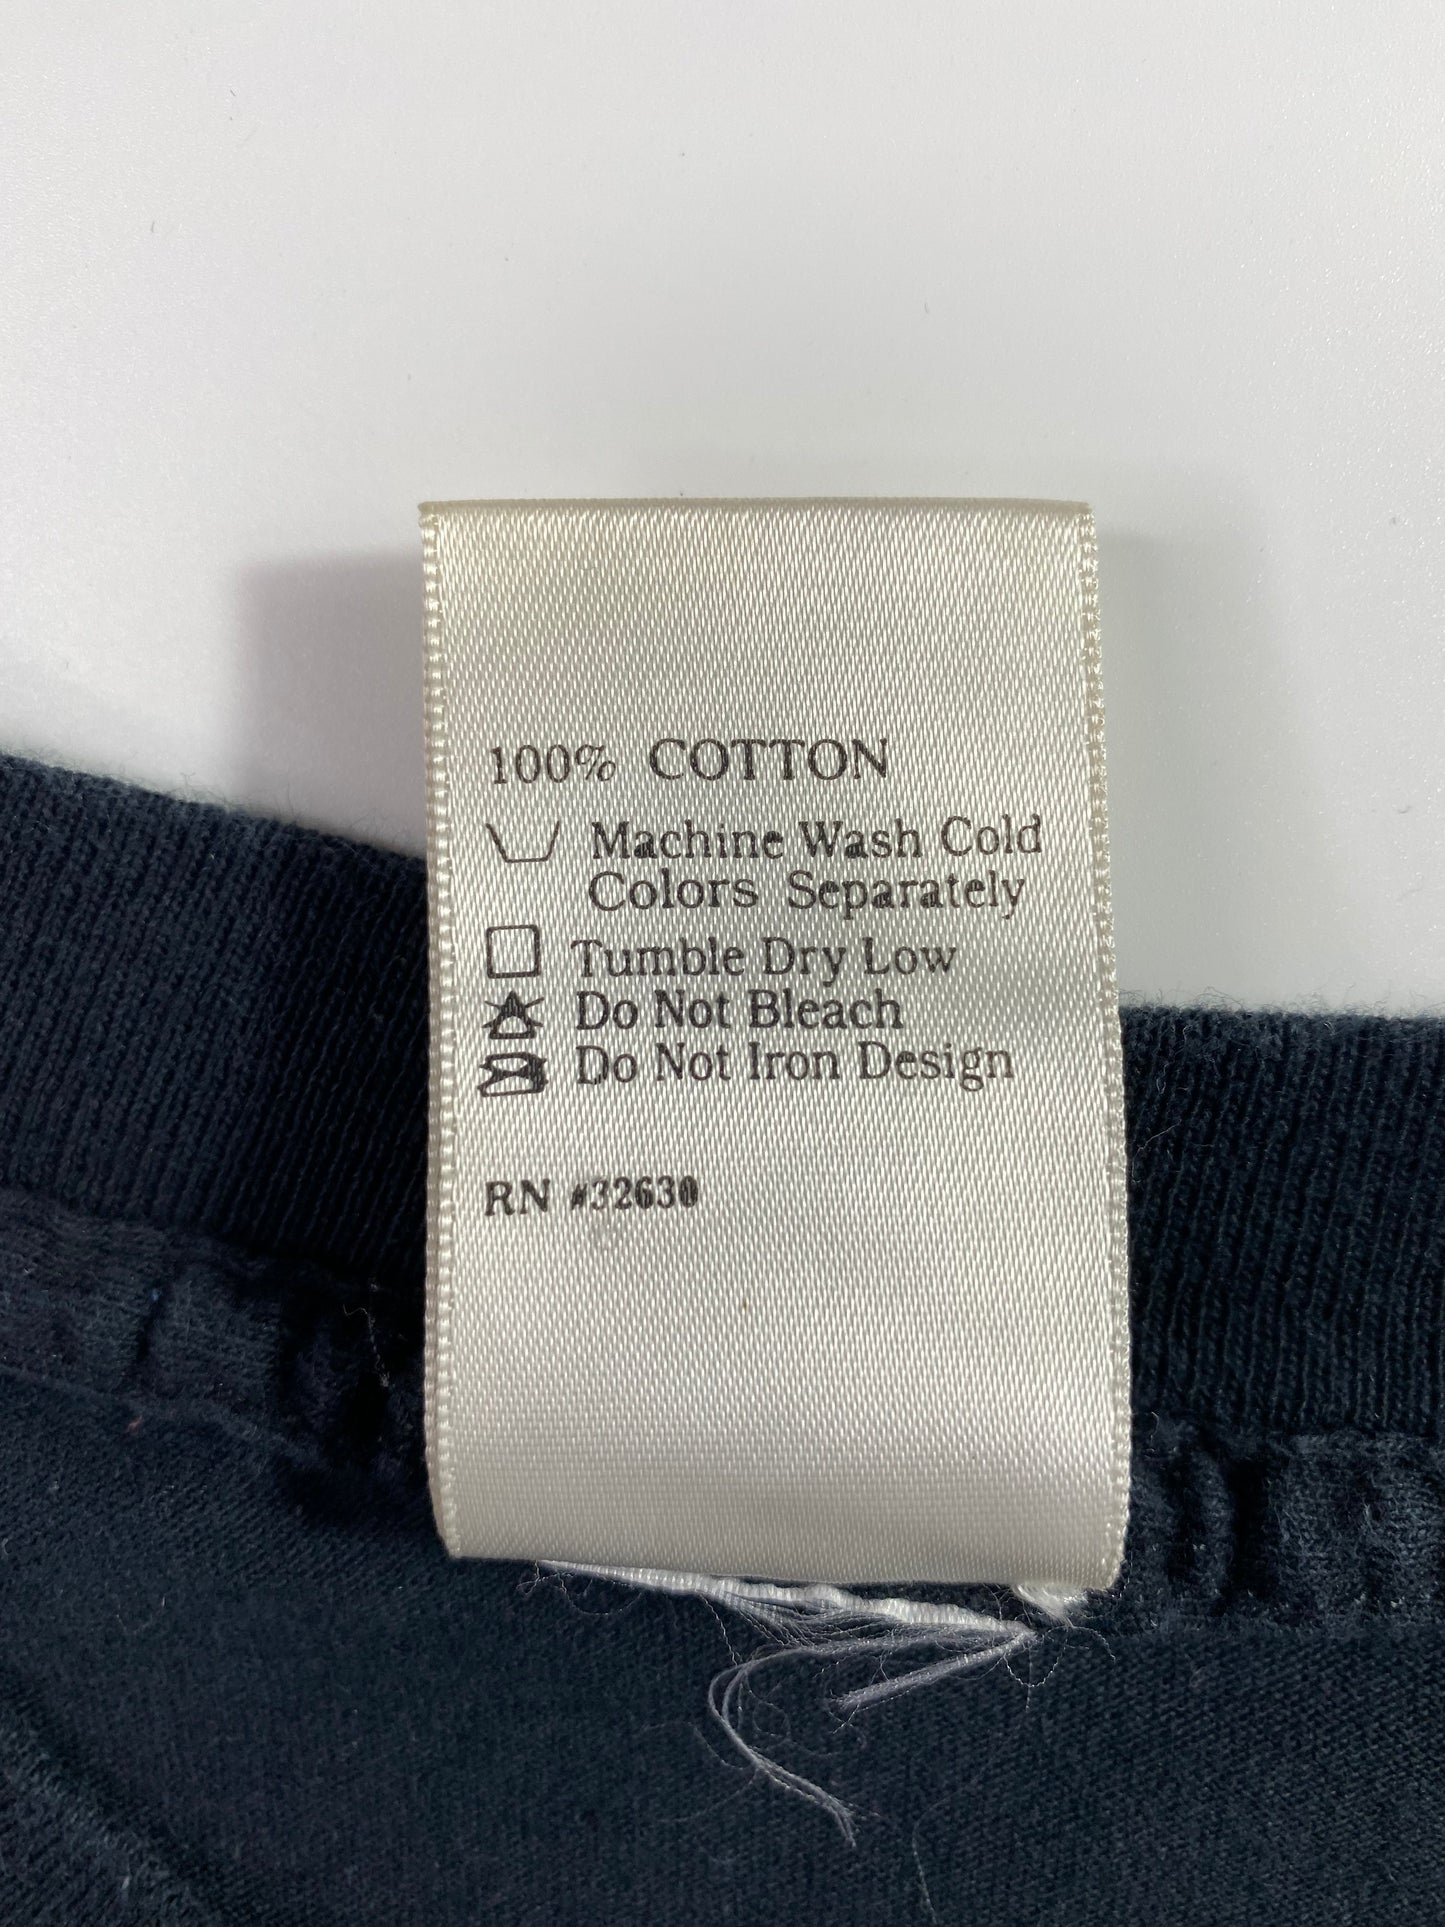 100% COTTON
Machine Wash Cold
Colors Separately
Tumble Dry Low
Do Not Bleach
Do Not Iron Design
RN #32630